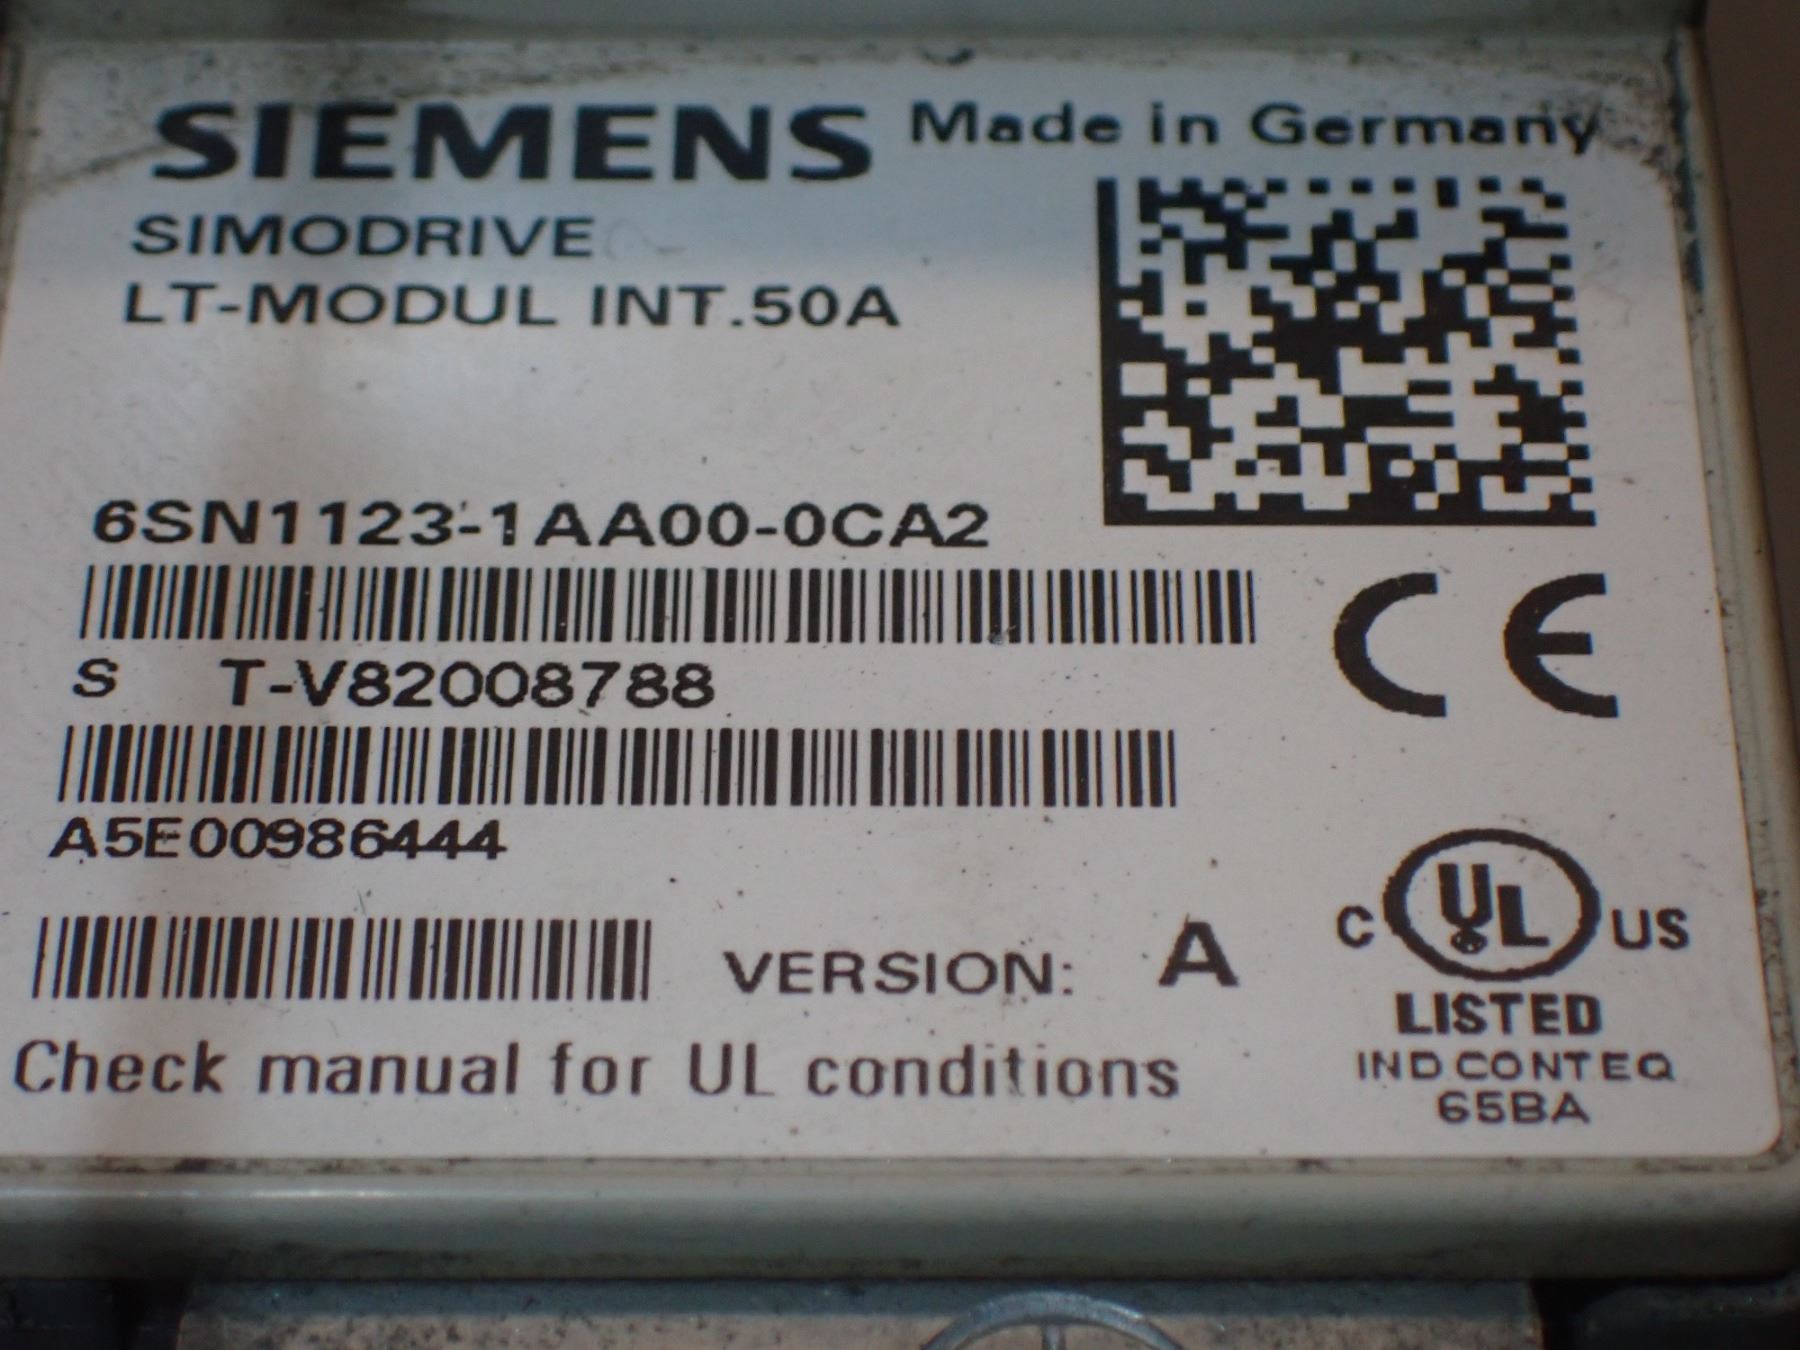 SIEMENS Made in Germany
SIMODRIVE
LT-MODUL INT.50A
6SN1123-1AA00-0CA2
S T-V82008788
A5E00986444
VERSION: A
Check manual for UL conditions
CE
C UL US
LISTED
IND CONT EQ
65BA